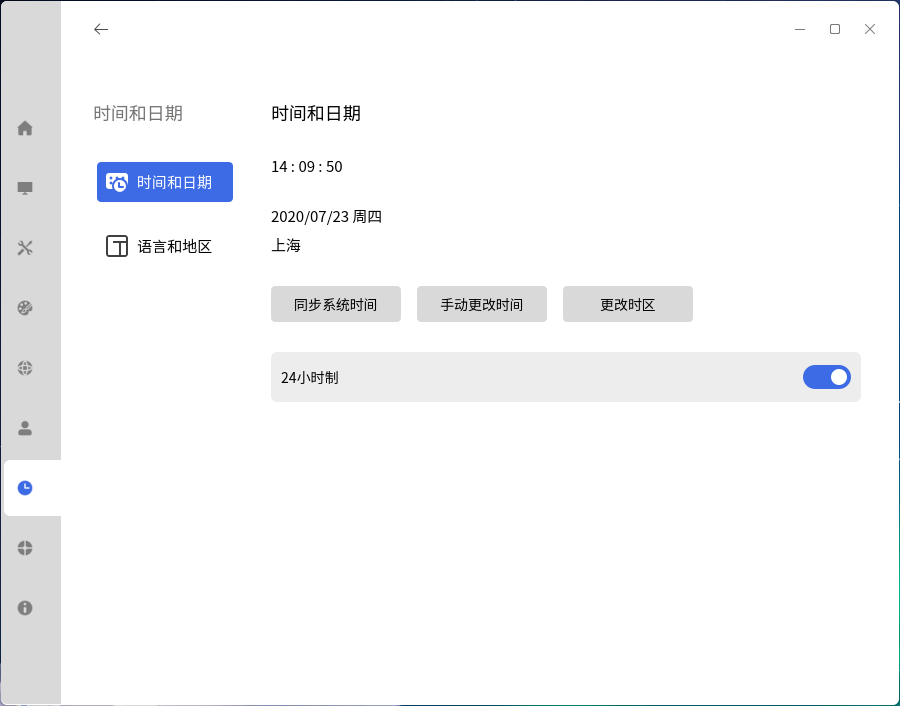 时间和日期
时间和日期
语言和地区
时间和日期
14 : 09 : 50
2020/07/23 周四
上海
同步系统时间
手动更改时间
更改时区
24小时制